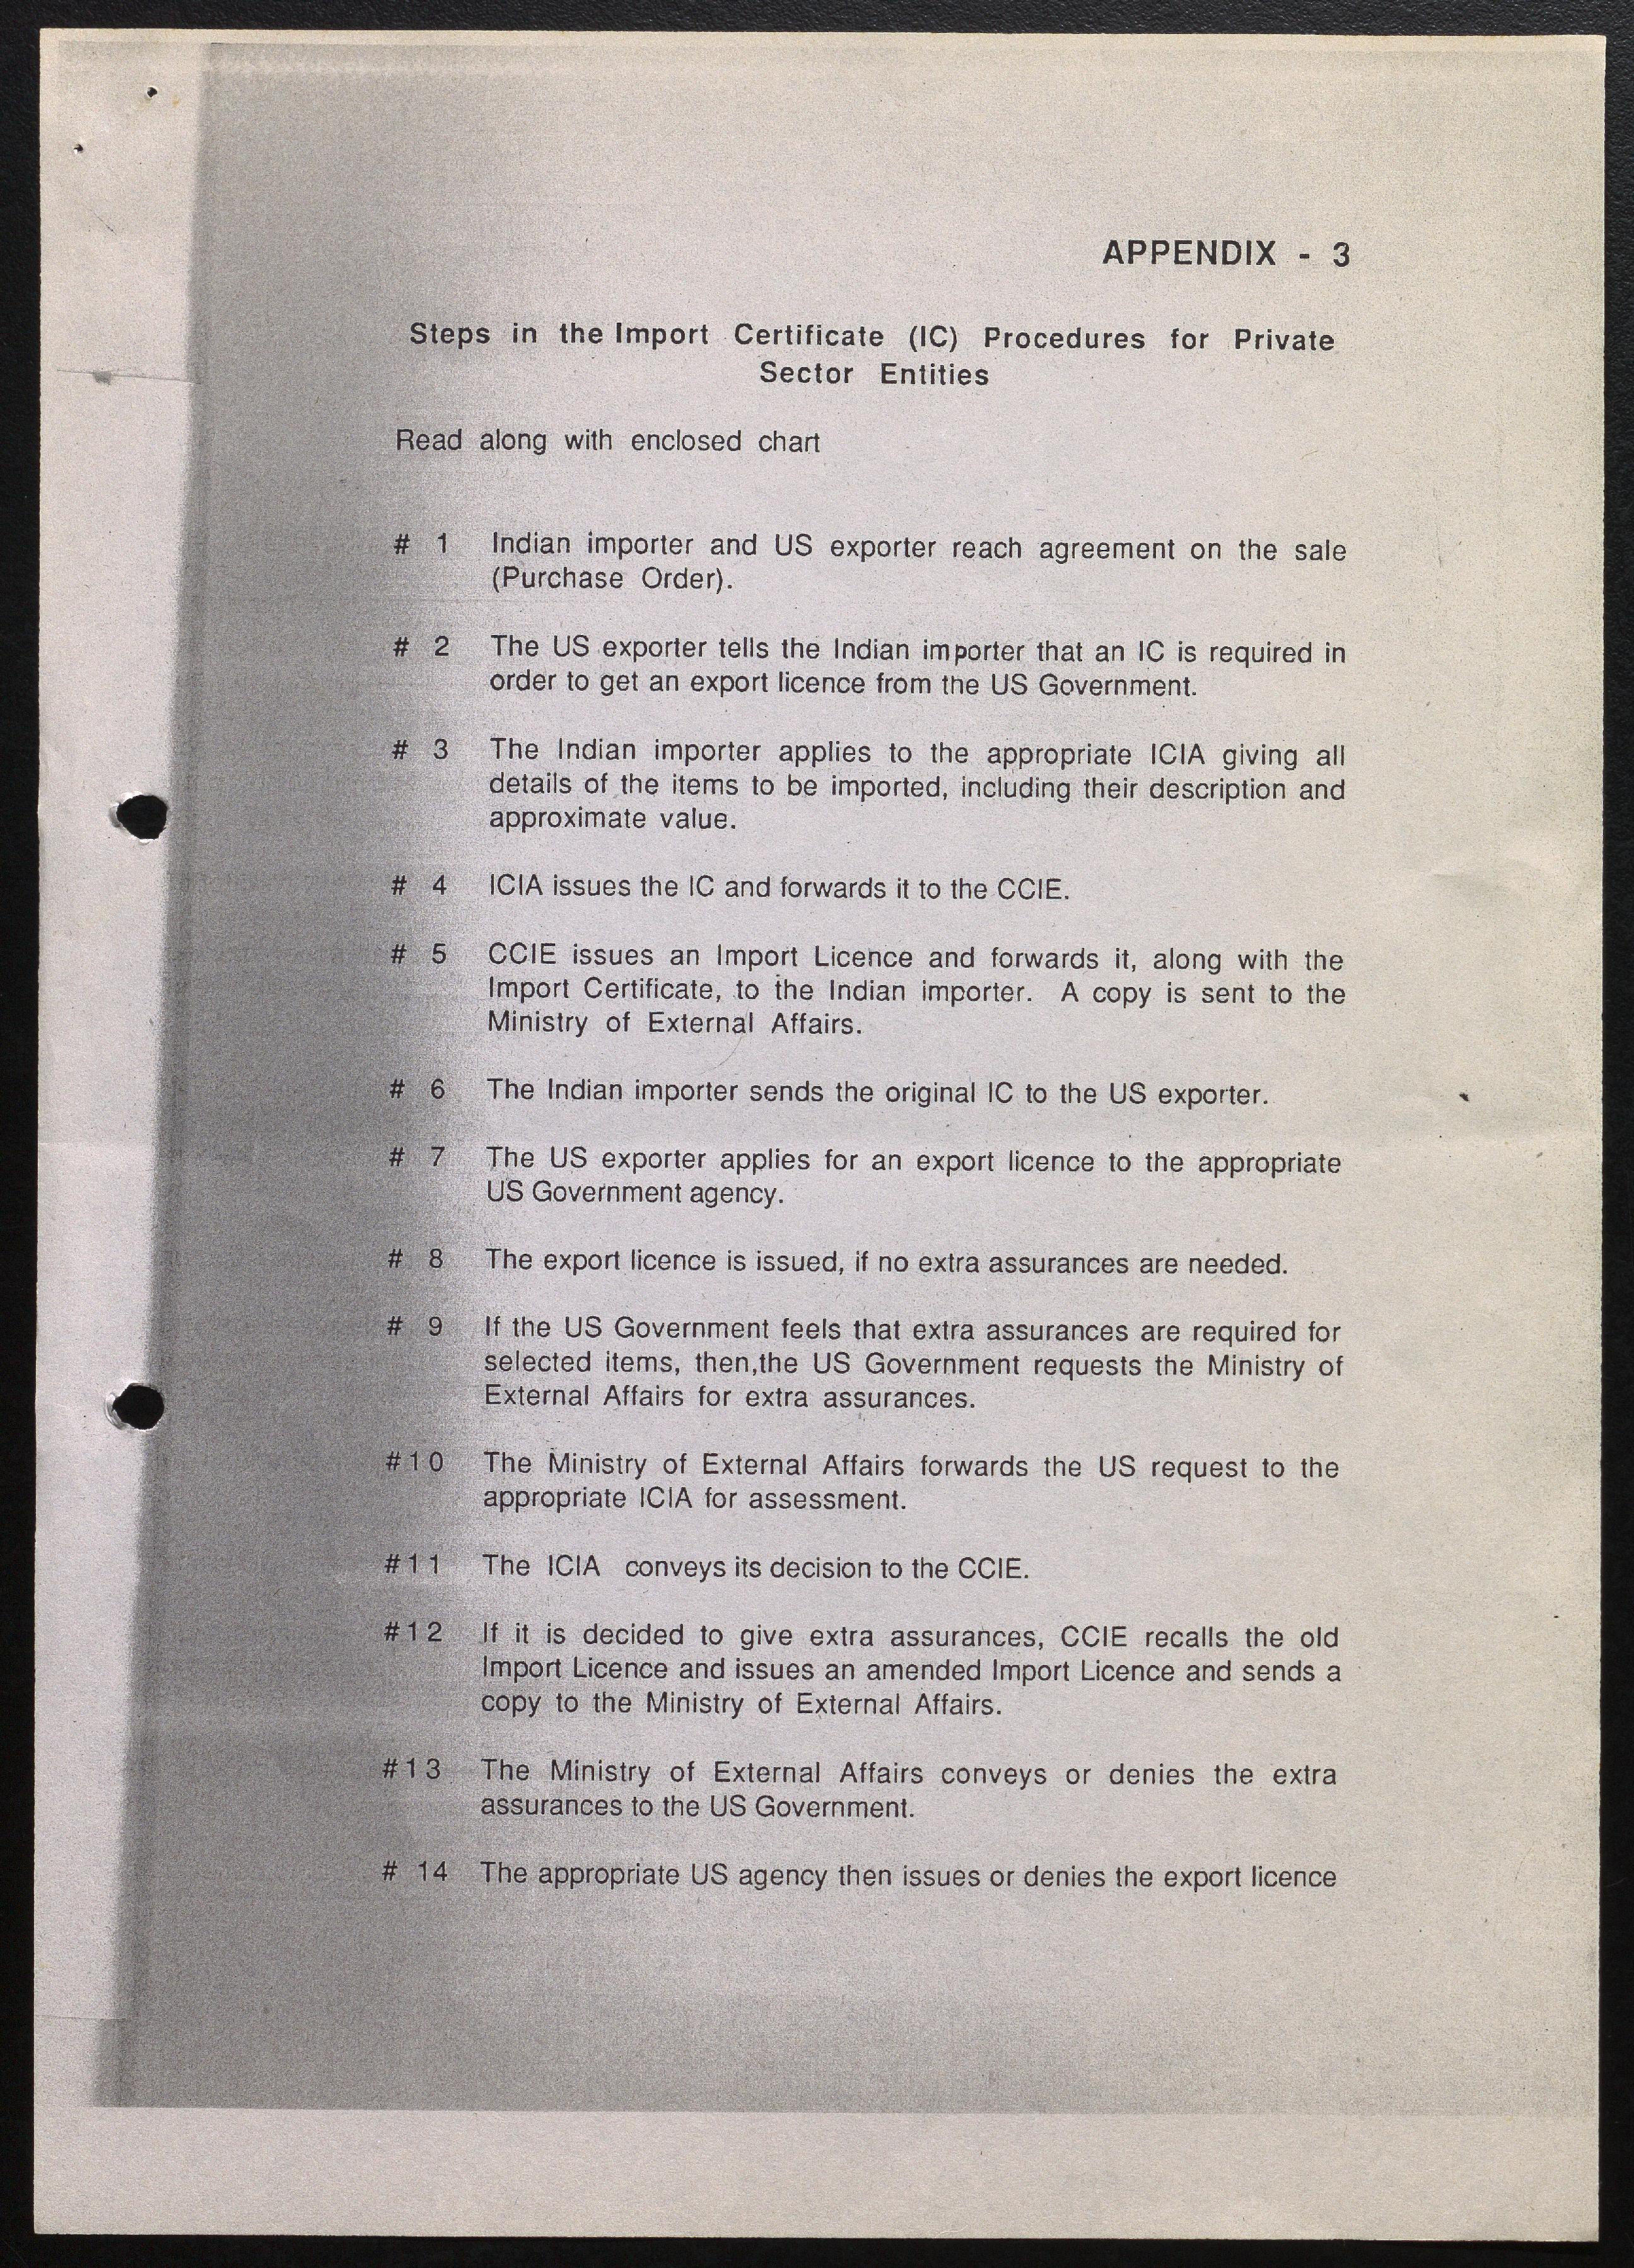 APPENDIX - 3
Steps in the Import Certificate (IC) Procedures for Private
Sector Entities
Read along with enclosed chart
# 1 Indian importer and US exporter reach agreement on the sale
(Purchase Order).
# 2 The US exporter tells the Indian importer that an IC is required in
order to get an export licence from the US Government.
# 3 The Indian importer applies to the appropriate ICIA giving all
details of the items to be imported, including their description and
approximate value.
# 4 ICIA issues the IC and forwards it to the CCIE.
# 5 CCIE issues an Import Licence and forwards it, along with the
Import Certificate, to the Indian importer. A copy is sent to the
Ministry of External Affairs.
# 6 The Indian importer sends the original IC to the US exporter.
# 7 The US exporter applies for an export licence to the appropriate
US Government agency.
# 8 The export licence is issued, if no extra assurances are needed.
# 9 If the US Government feels that extra assurances are required for
selected items, then,the US Government requests the Ministry of
External Affairs for extra assurances.
#10 The Ministry of External Affairs forwards the US request to the
appropriate ICIA for assessment.
#11 The ICIA conveys its decision to the CCIE.
#12 If it is decided to give extra assurances, CCIE recalls the old
Import Licence and issues an amended Import Licence and sends a
copy to the Ministry of External Affairs.
#13 The Ministry of External Affairs conveys or denies the extra
assurances to the US Government.
# 14 The appropriate US agency then issues or denies the export licence